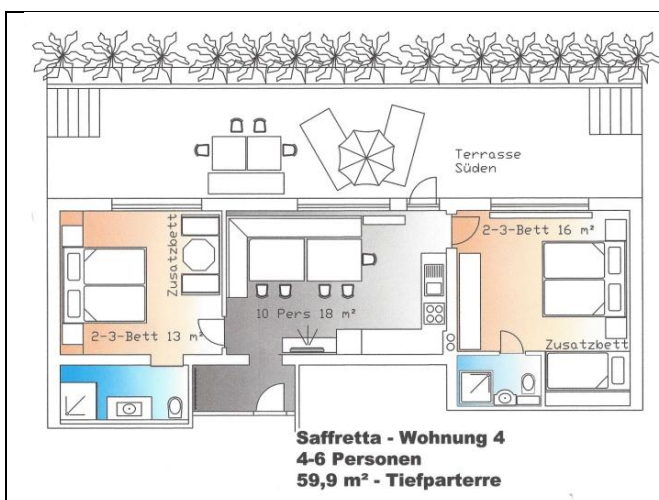 Terrasse
Süden
Zusatzbett
2-3-Bett 16 m²
10 Pers 18 m²
2-3-Bett 13 m²
Zusatzbett
Saffretta - Wohnung 4
4-6 Personen
59,9 m² - Tiefparterre